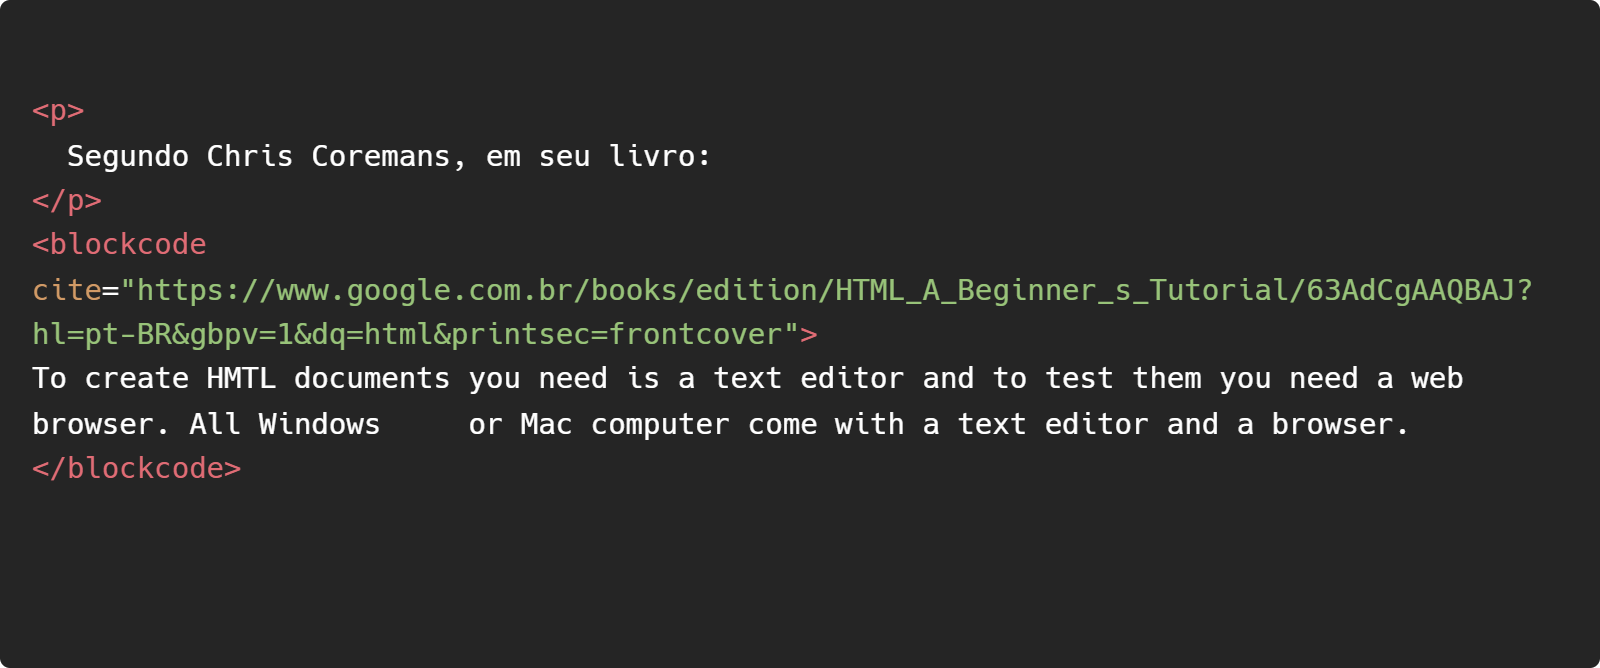 <p>
  Segundo Chris Coremans, em seu livro:
</p>
<blockcode
cite="https://www.google.com.br/books/edition/HTML_A_Beginner_s_Tutorial/63AdCgAAQBAJ?
hl=pt-BR&gbpv=1&dq=html&printsec=frontcover">
To create HMTL documents you need is a text editor and to test them you need a web
browser. All Windows     or Mac computer come with a text editor and a browser.
</blockcode>